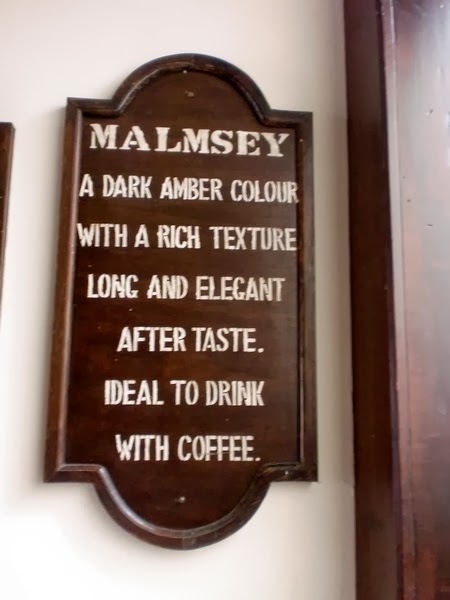 MALMSEY
A DARK AMBER COLOUR
WITH A RICH TEXTURE
LONG AND ELEGANT
AFTER TASTE.
IDEAL TO DRINK
WITH COFFEE.